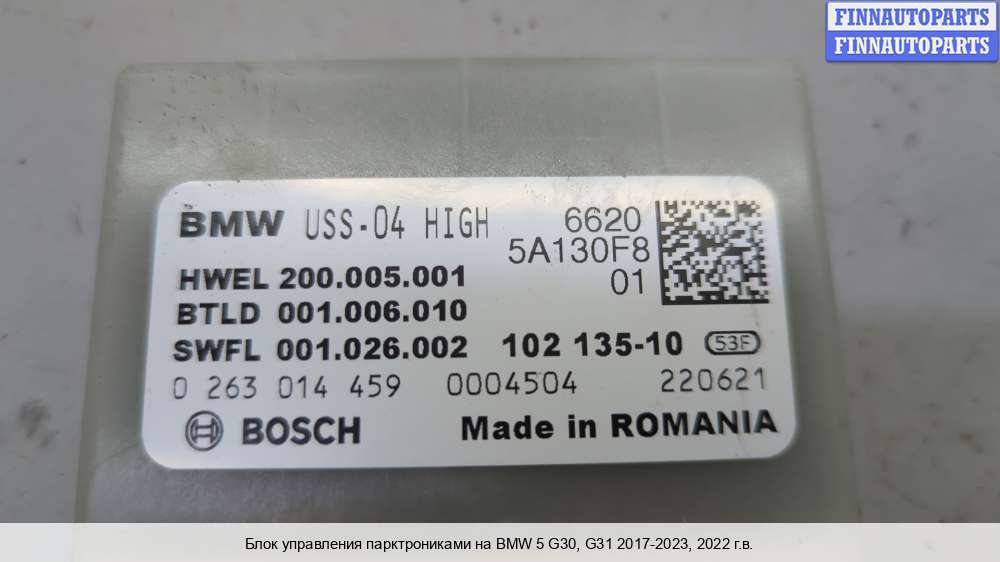 FINNAUTOPARTS
FINNAUTOPARTS
BMW USS-04 HIGH 6620
5A130F8
HWEL 200.005.001 01
BTLD 001.006.010
SWFL 001.026.002 102 135-10 53F
0 263 014 459 0004504 220621
BOSCH Made in ROMANIA
Блок управления парктрониками на BMW 5 G30, G31 2017-2023, 2022 г.в.